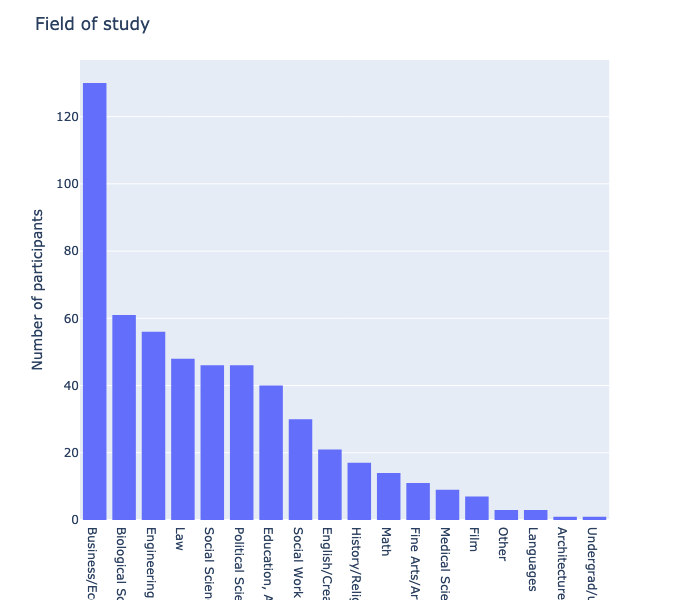 Field of study
Number of participants
120
100
80
60
40
20
0
Business/Ec
Biological Sc
Engineering
Law
Social Scien
Political Scie
Education, A
Social Work
English/Crea
History/Relig
Math
Fine Arts/Ar
Medical Scie
Film
Other
Languages
Architecture
Undergrad/u